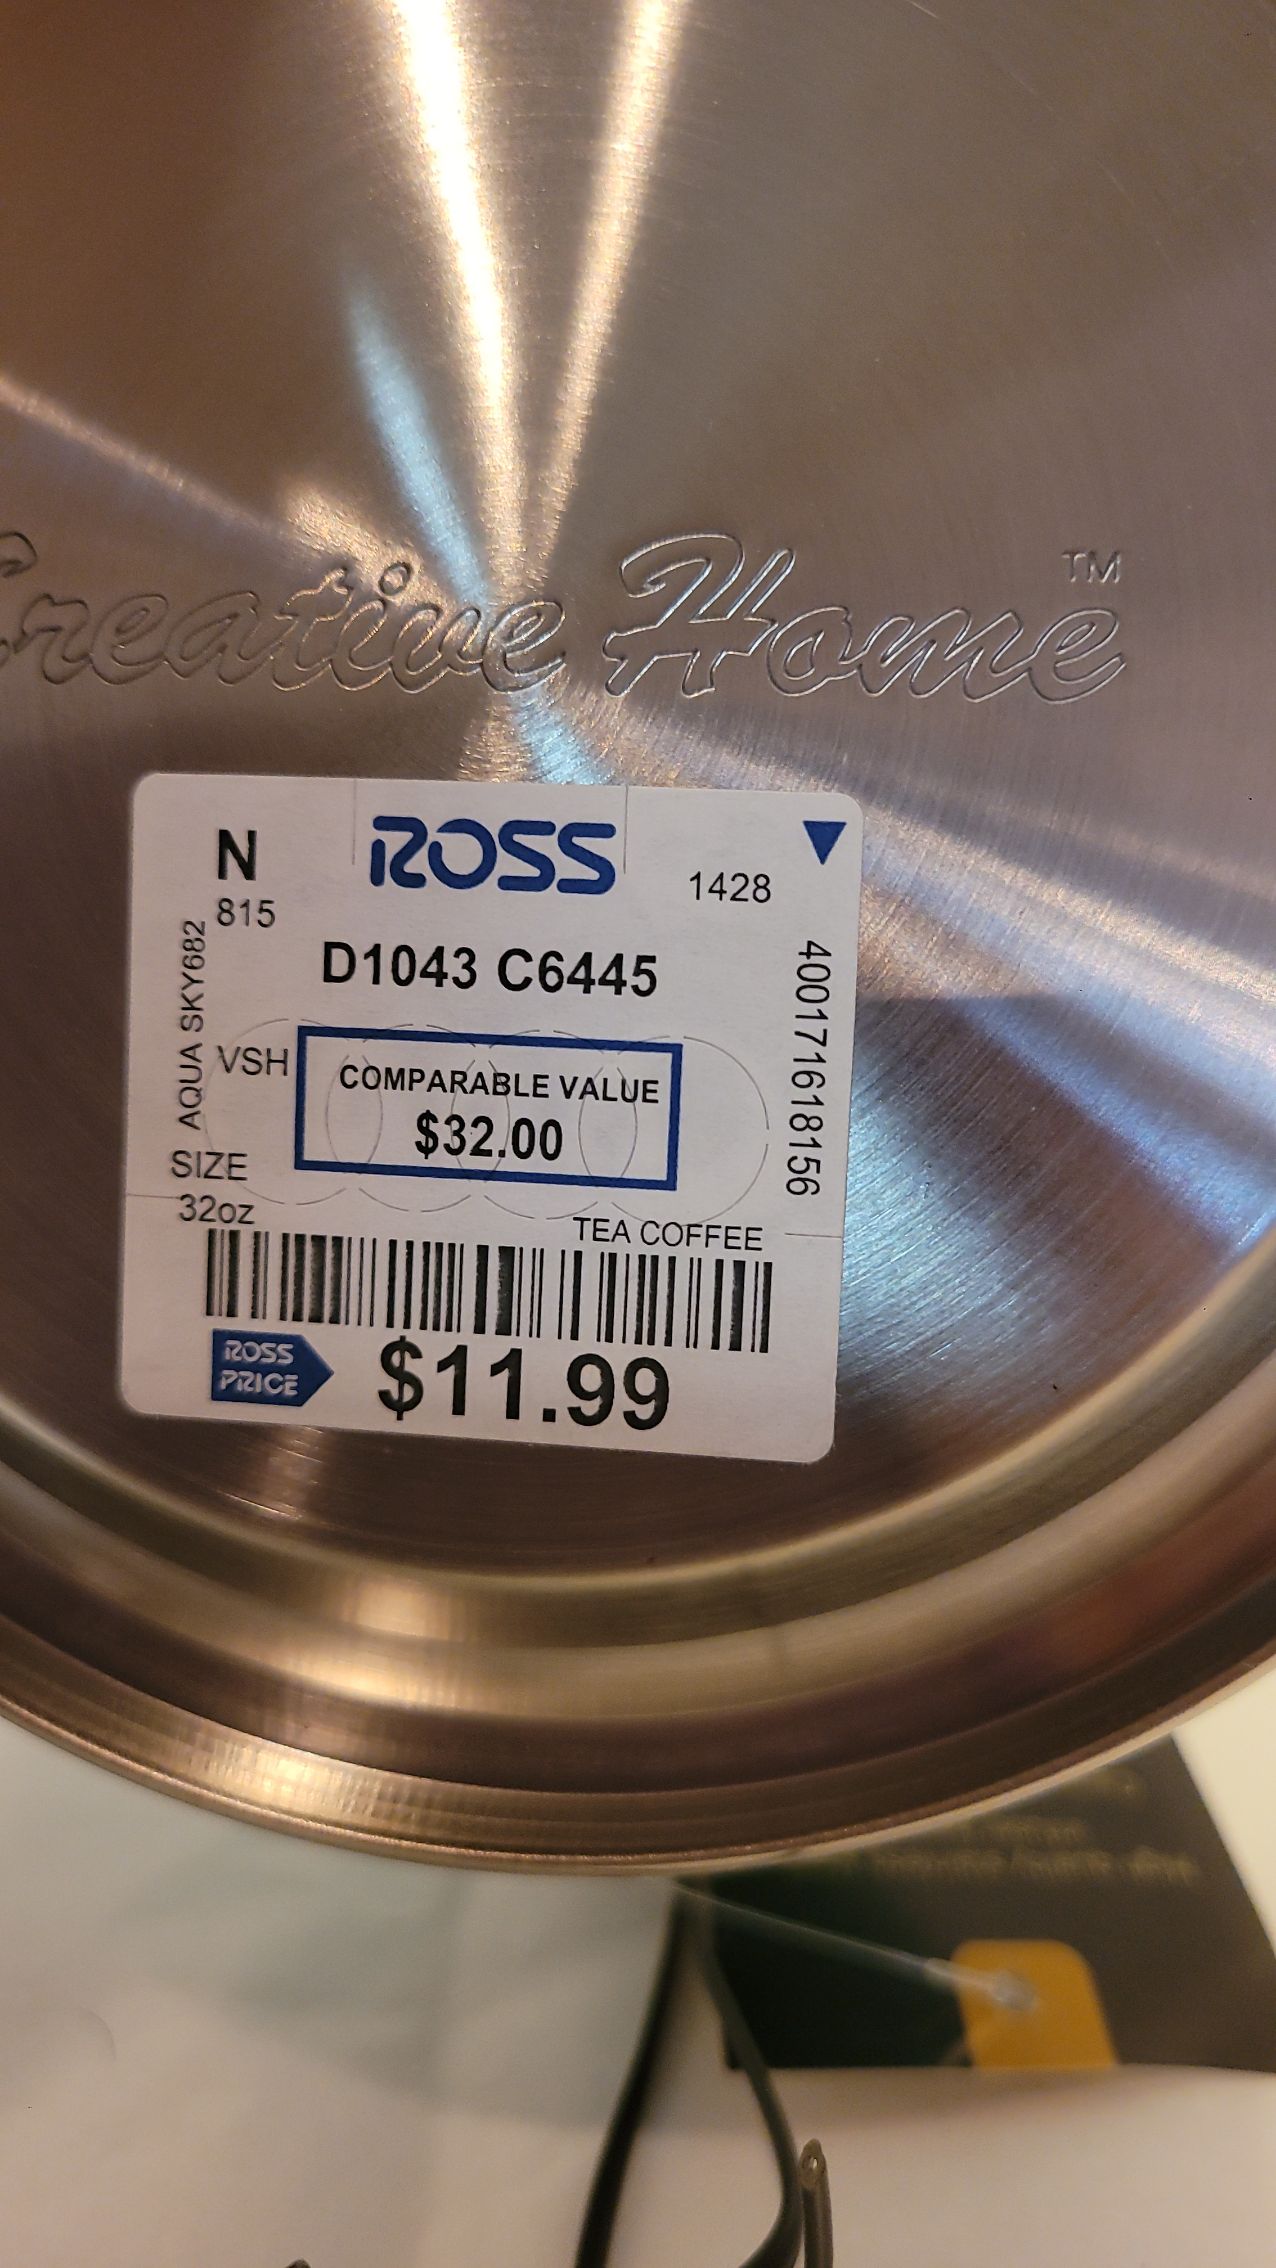 Creative Home™
N
ROSS
815
1428
D1043 C6445
AQUA SKY682
VSH
COMPARABLE VALUE
$32.00
400171618156
SIZE
32oz
TEA COFFEE
ROSS
PRICE
$11.99